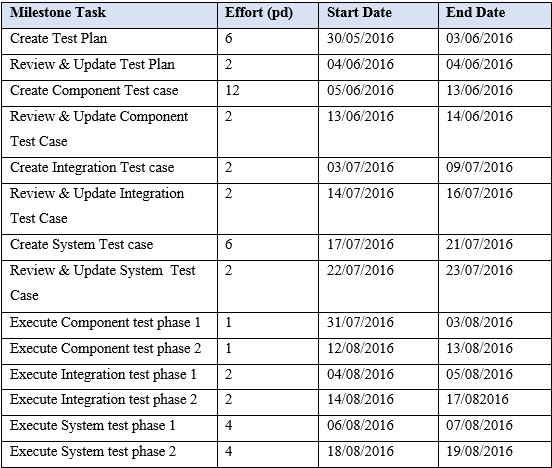 Milestone Task Effort (pd) Start Date End Date
Create Test Plan 6 30/05/2016 03/06/2016
Review & Update Test Plan 2 04/06/2016 04/06/2016
Create Component Test case 12 05/06/2016 13/06/2016
Review & Update Component 2 13/06/2016 14/06/2016
Test Case
Create Integration Test case 2 03/07/2016 09/07/2016
Review & Update Integration 2 14/07/2016 16/07/2016
Test Case
Create System Test case 6 17/07/2016 21/07/2016
Review & Update System Test 2 22/07/2016 23/07/2016
Case
Execute Component test phase 1 1 31/07/2016 03/08/2016
Execute Component test phase 2 1 12/08/2016 13/08/2016
Execute Integration test phase 1 2 04/08/2016 05/08/2016
Execute Integration test phase 2 2 14/08/2016 17/082016
Execute System test phase 1 4 06/08/2016 07/08/2016
Execute System test phase 2 4 18/08/2016 19/08/2016